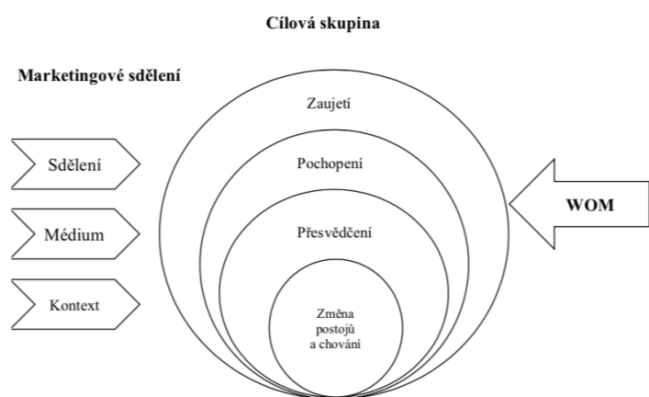 Cílová skupina
Marketingové sdělení
Zaujetí
Sdělení
Pochopení
Médium
Přesvědčení
WOM
Kontext
Změna
postojů
a chování